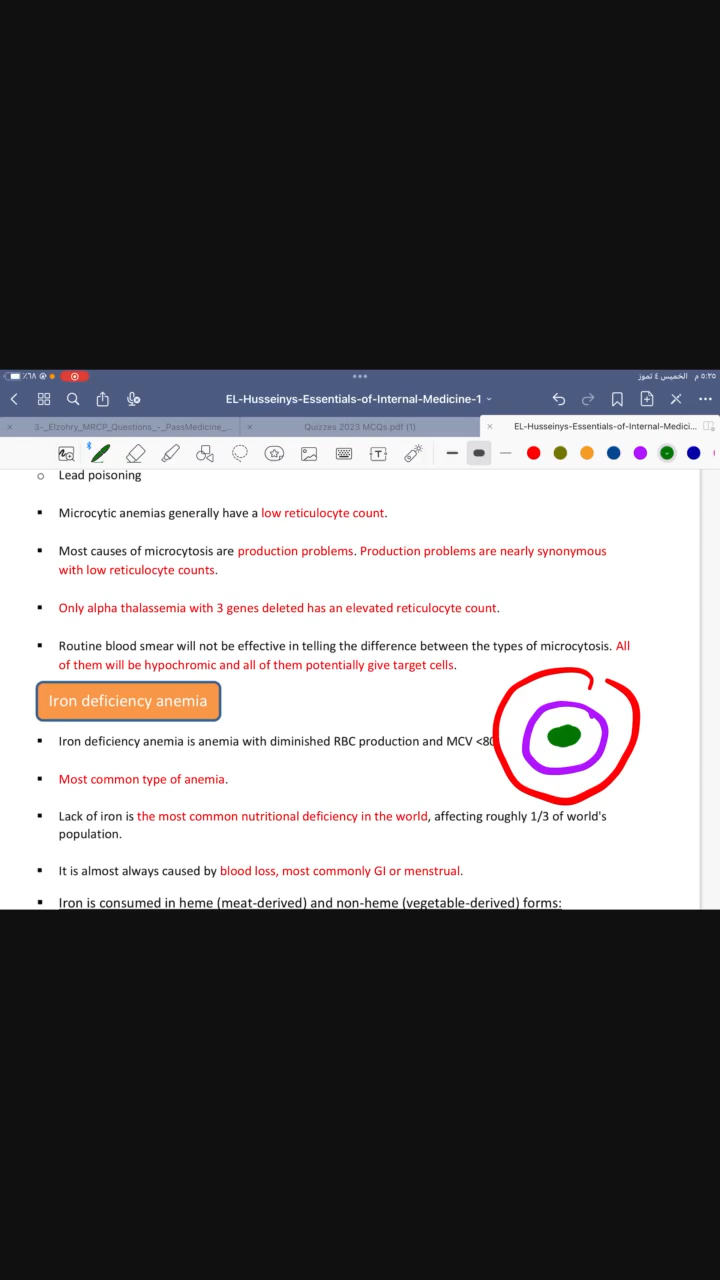 ٪٦٨
٥:٣٥ م الخميس ٤ تموز
EL-Husseinys-Essentials-of-Internal-Medicine-1
3-_Elzohry_MRCP_Questions_-_PassMedicine_...
Quizzes 2023 MCQs.pdf (1)
EL-Husseinys-Essentials-of-Internal-Medici...
Lead poisoning
Microcytic anemias generally have a low reticulocyte count.
Most causes of microcytosis are production problems. Production problems are nearly synonymous
with low reticulocyte counts.
Only alpha thalassemia with 3 genes deleted has an elevated reticulocyte count.
Routine blood smear will not be effective in telling the difference between the types of microcytosis. All
of them will be hypochromic and all of them potentially give target cells.
Iron deficiency anemia
Iron deficiency anemia is anemia with diminished RBC production and MCV <80
Most common type of anemia.
Lack of iron is the most common nutritional deficiency in the world, affecting roughly 1/3 of world's
population.
It is almost always caused by blood loss, most commonly GI or menstrual.
Iron is consumed in heme (meat-derived) and non-heme (vegetable-derived) forms: